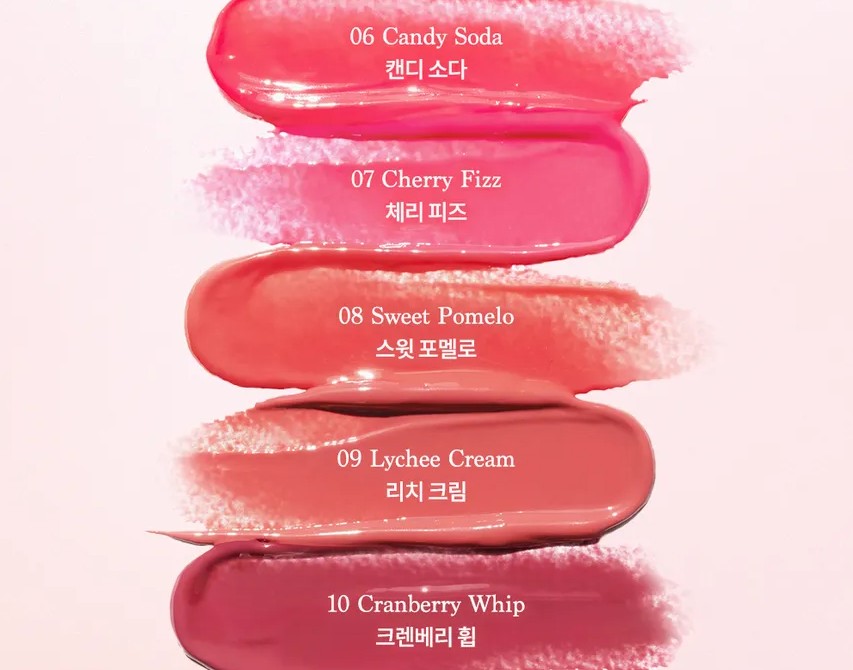 06 Candy Soda
캔디 소다
07 Cherry Fizz
체리 피즈
08 Sweet Pomelo
스윗 포멜로
09 Lychee Cream
리치 크림
10 Cranberry Whip
크렌베리 휩